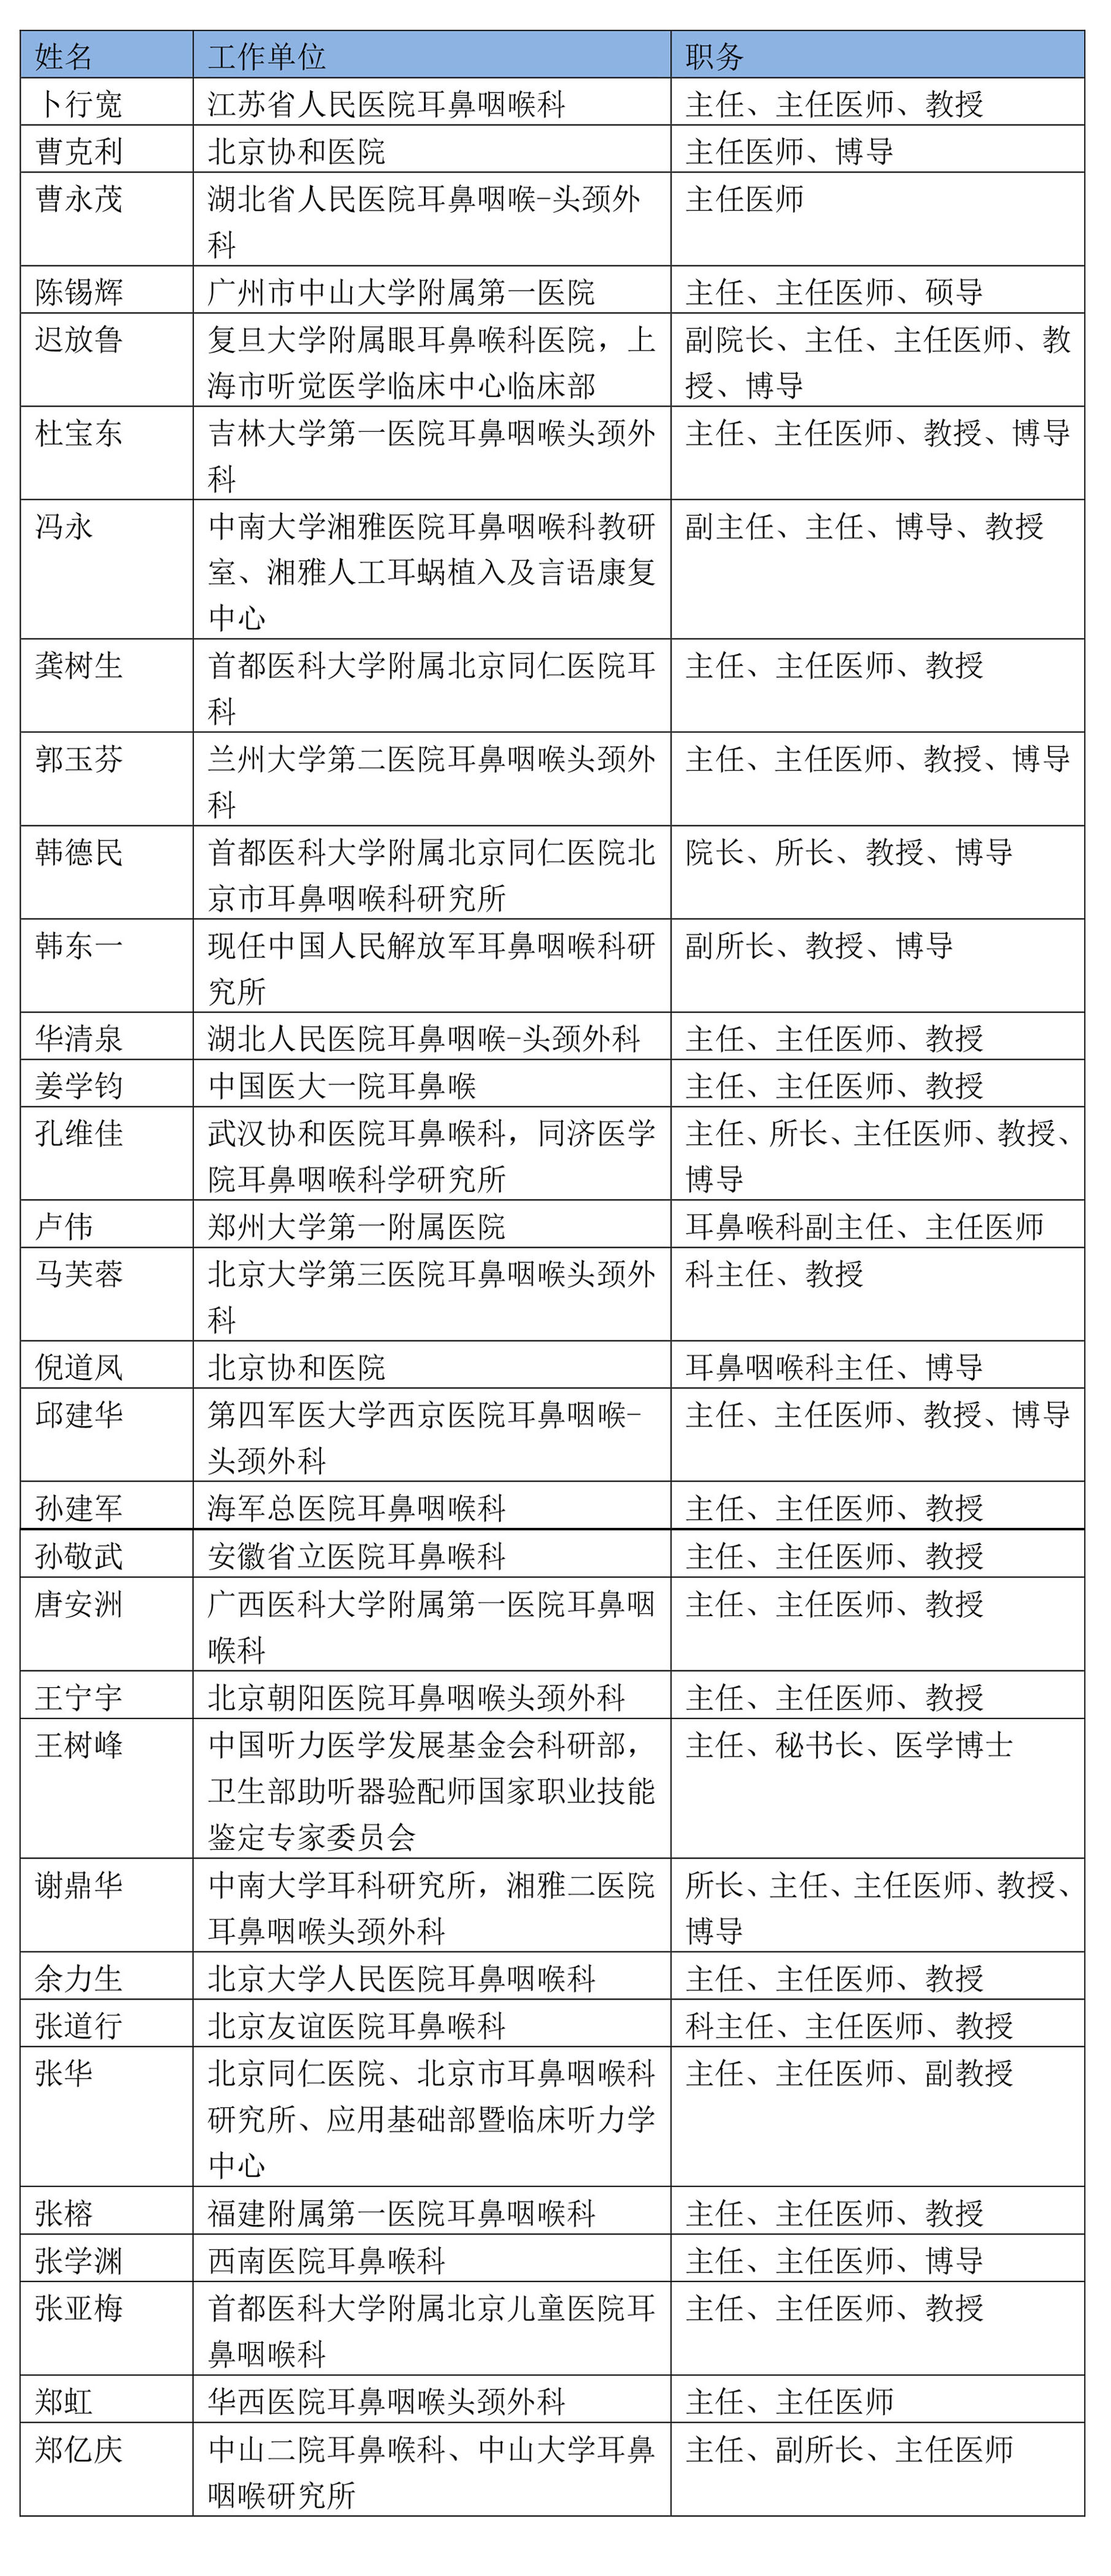 姓名 工作单位 职务
卜行宽 江苏省人民医院耳鼻咽喉科 主任、主任医师、教授
曹克利 北京协和医院 主任医师、博导
曹永茂 湖北省人民医院耳鼻咽喉-头颈外 主任医师
科
陈锡辉 广州市中山大学附属第一医院 主任、主任医师、硕导
迟放鲁 复旦大学附属眼耳鼻喉科医院，上 副院长、主任、主任医师、教
海市听觉医学临床中心临床部 授、博导
杜宝东 吉林大学第一医院耳鼻咽喉头颈外 主任、主任医师、教授、博导
科
冯永 中南大学湘雅医院耳鼻咽喉科教研 副主任、主任、博导、教授
室、湘雅人工耳蜗植入及言语康复
中心
龚树生 首都医科大学附属北京同仁医院耳 主任、主任医师、教授
科
郭玉芬 兰州大学第二医院耳鼻咽喉头颈外 主任、主任医师、教授、博导
科
韩德民 首都医科大学附属北京同仁医院北 院长、所长、教授、博导
京市耳鼻咽喉科研究所
韩东一 现任中国人民解放军耳鼻咽喉科研 副所长、教授、博导
究所
华清泉 湖北人民医院耳鼻咽喉-头颈外科 主任、主任医师、教授
姜学钧 中国医大一院耳鼻喉 主任、主任医师、教授
孔维佳 武汉协和医院耳鼻喉科，同济医学 主任、所长、主任医师、教授、
院耳鼻咽喉科学研究所 博导
卢伟 郑州大学第一附属医院 耳鼻喉科副主任、主任医师
马芙蓉 北京大学第三医院耳鼻咽喉头颈外 科主任、教授
科
倪道凤 北京协和医院 耳鼻咽喉科主任、博导
邱建华 第四军医大学西京医院耳鼻咽喉- 主任、主任医师、教授、博导
头颈外科
孙建军 海军总医院耳鼻咽喉科 主任、主任医师、教授
孙敬武 安徽省立医院耳鼻喉科 主任、主任医师、教授
唐安洲 广西医科大学附属第一医院耳鼻咽 主任、主任医师、教授
喉科
王宁宇 北京朝阳医院耳鼻咽喉头颈外科 主任、主任医师、教授
王树峰 中国听力医学发展基金会科研部， 主任、秘书长、医学博士
卫生部助听器验配师国家职业技能
鉴定专家委员会
谢鼎华 中南大学耳科研究所，湘雅二医院 所长、主任、主任医师、教授、
耳鼻咽喉头颈外科 博导
余力生 北京大学人民医院耳鼻咽喉科 主任、主任医师、教授
张道行 北京友谊医院耳鼻喉科 科主任、主任医师、教授
张华 北京同仁医院、北京市耳鼻咽喉科 主任、主任医师、副教授
研究所、应用基础部暨临床听力学
中心
张榕 福建附属第一医院耳鼻咽喉科 主任、主任医师、教授
张学渊 西南医院耳鼻喉科 主任、主任医师、博导
张亚梅 首都医科大学附属北京儿童医院耳 主任、主任医师、教授
鼻咽喉科
郑虹 华西医院耳鼻咽喉头颈外科 主任、主任医师
郑亿庆 中山二院耳鼻喉科、中山大学耳鼻 主任、副所长、主任医师
咽喉研究所